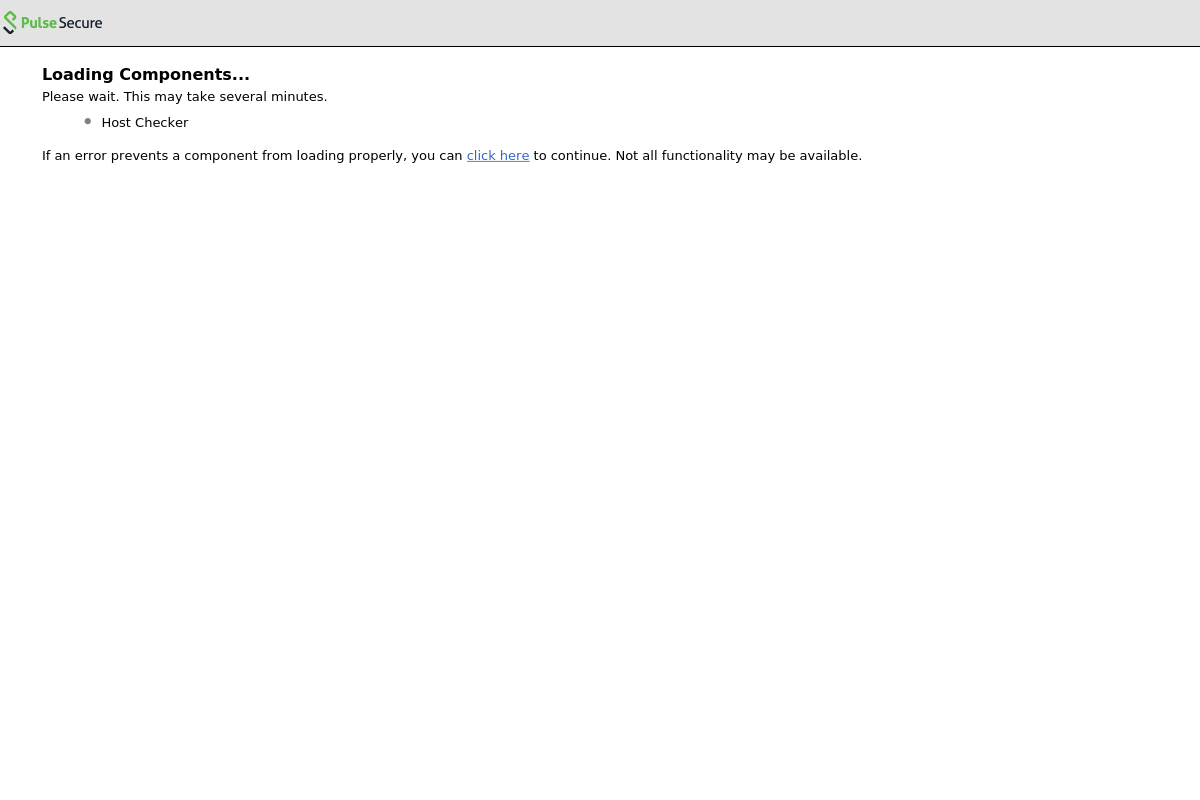 PulseSecure
Loading Components...
Please wait. This may take several minutes.
Host Checker
If an error prevents a component from loading properly, you can click here to continue. Not all functionality may be available.